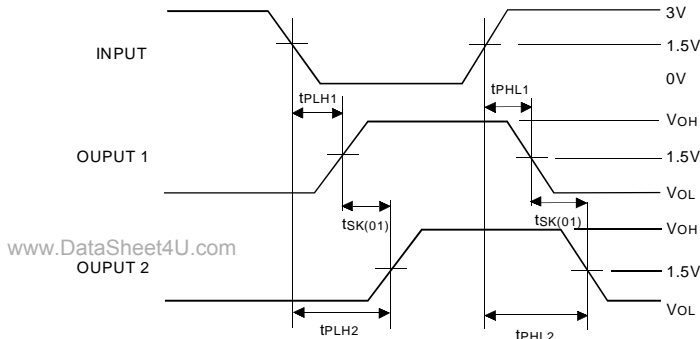 3V
INPUT
1.5V
0V
tPLH1
tPHL1
VOH
OUPUT 1
1.5V
VOL
tSK(01)
tSK(01)
VOH
www.DataSheet4U.com
OUPUT 2
1.5V
VOL
tPLH2
tPHL2